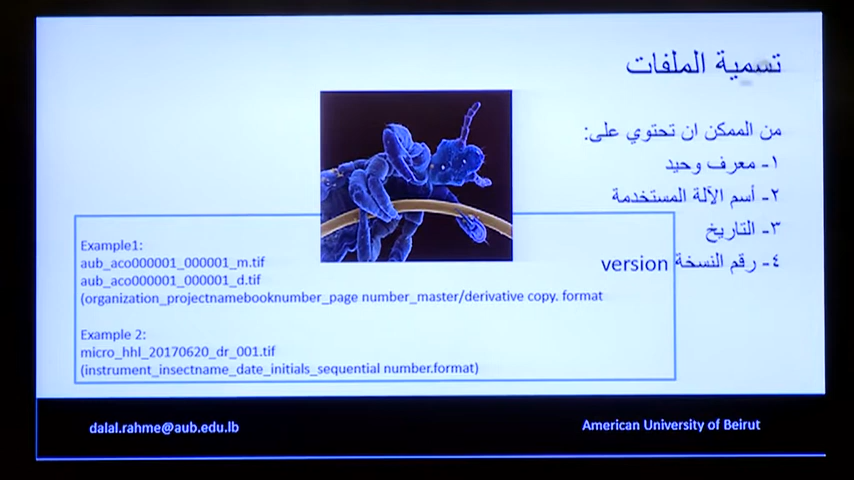 تسمية الملفات
من الممكن ان تحتوي على:
١- معرف وحيد
٢- أسم الآلة المستخدمة
٣- التاريخ
٤- رقم النسخة version
Example1:
aub_aco000001_000001_m.tif
aub_aco000001_000001_d.tif
(organization_projectnamebooknumber_page number_master/derivative copy. format
Example 2:
micro_hhl_20170620_dr_001.tif
(instrument_insectname_date_initials_sequential number.format)
dalal.rahme@aub.edu.lb
American University of Beirut